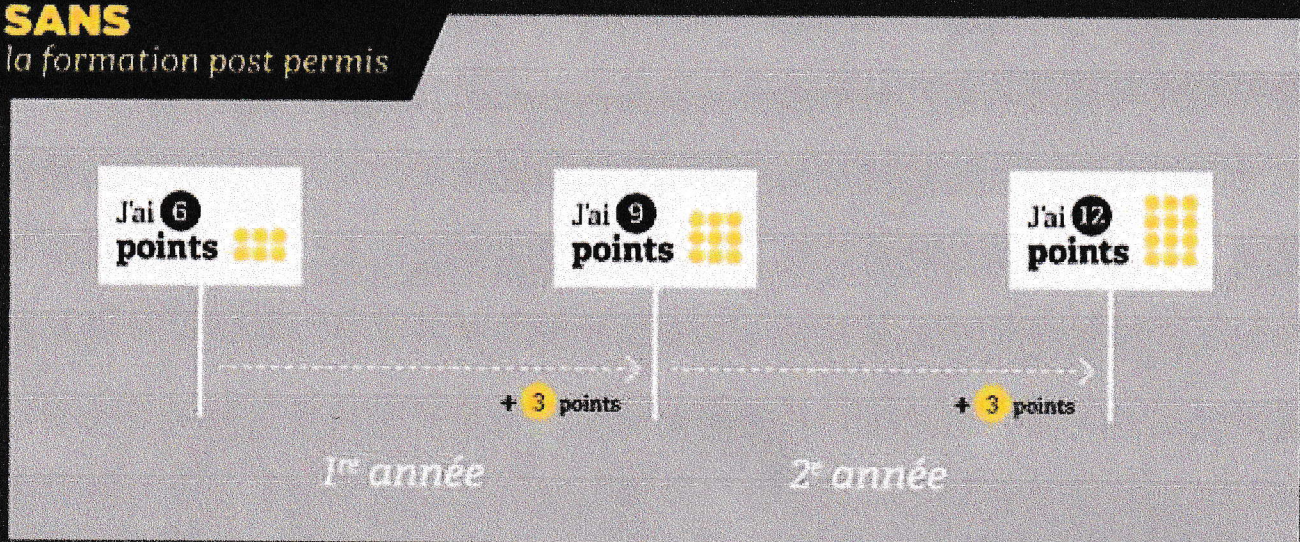 SANS
la formation post permis
J'ai 6
points
J'ai 9
points
J'ai 12
points
+ 3 points
+ 3 points
1re année
2e année